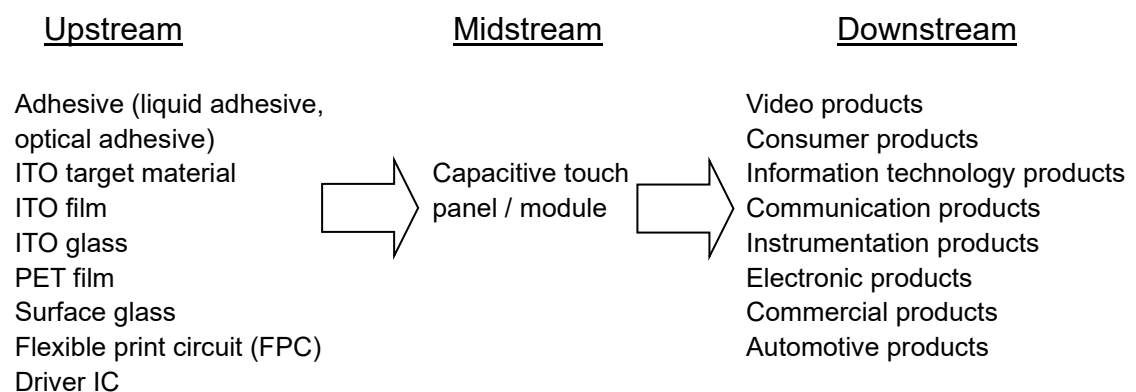 Upstream
Midstream
Downstream
Adhesive (liquid adhesive,
optical adhesive)
ITO target material
ITO film
ITO glass
PET film
Surface glass
Flexible print circuit (FPC)
Driver IC
Capacitive touch
panel / module
Video products
Consumer products
Information technology products
Communication products
Instrumentation products
Electronic products
Commercial products
Automotive products